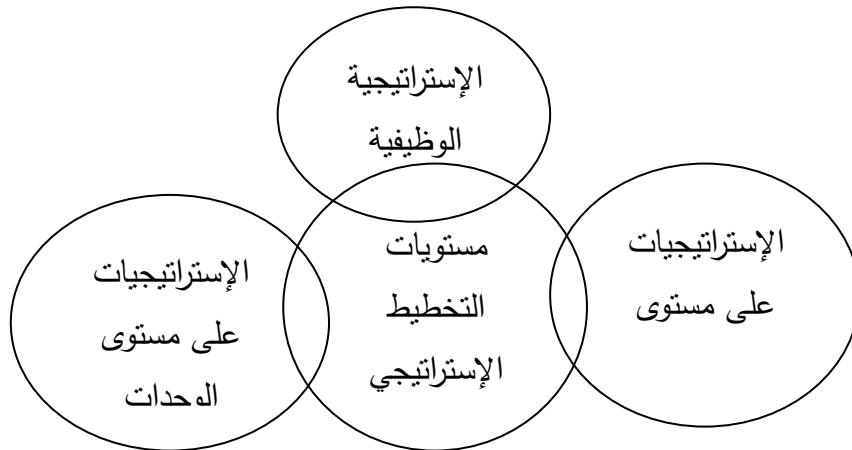 الإستراتيجية
الوظيفية
الإستراتيجيات
على مستوى
مستويات
التخطيط
الإستراتيجي
الإستراتيجيات
على مستوى
الوحدات